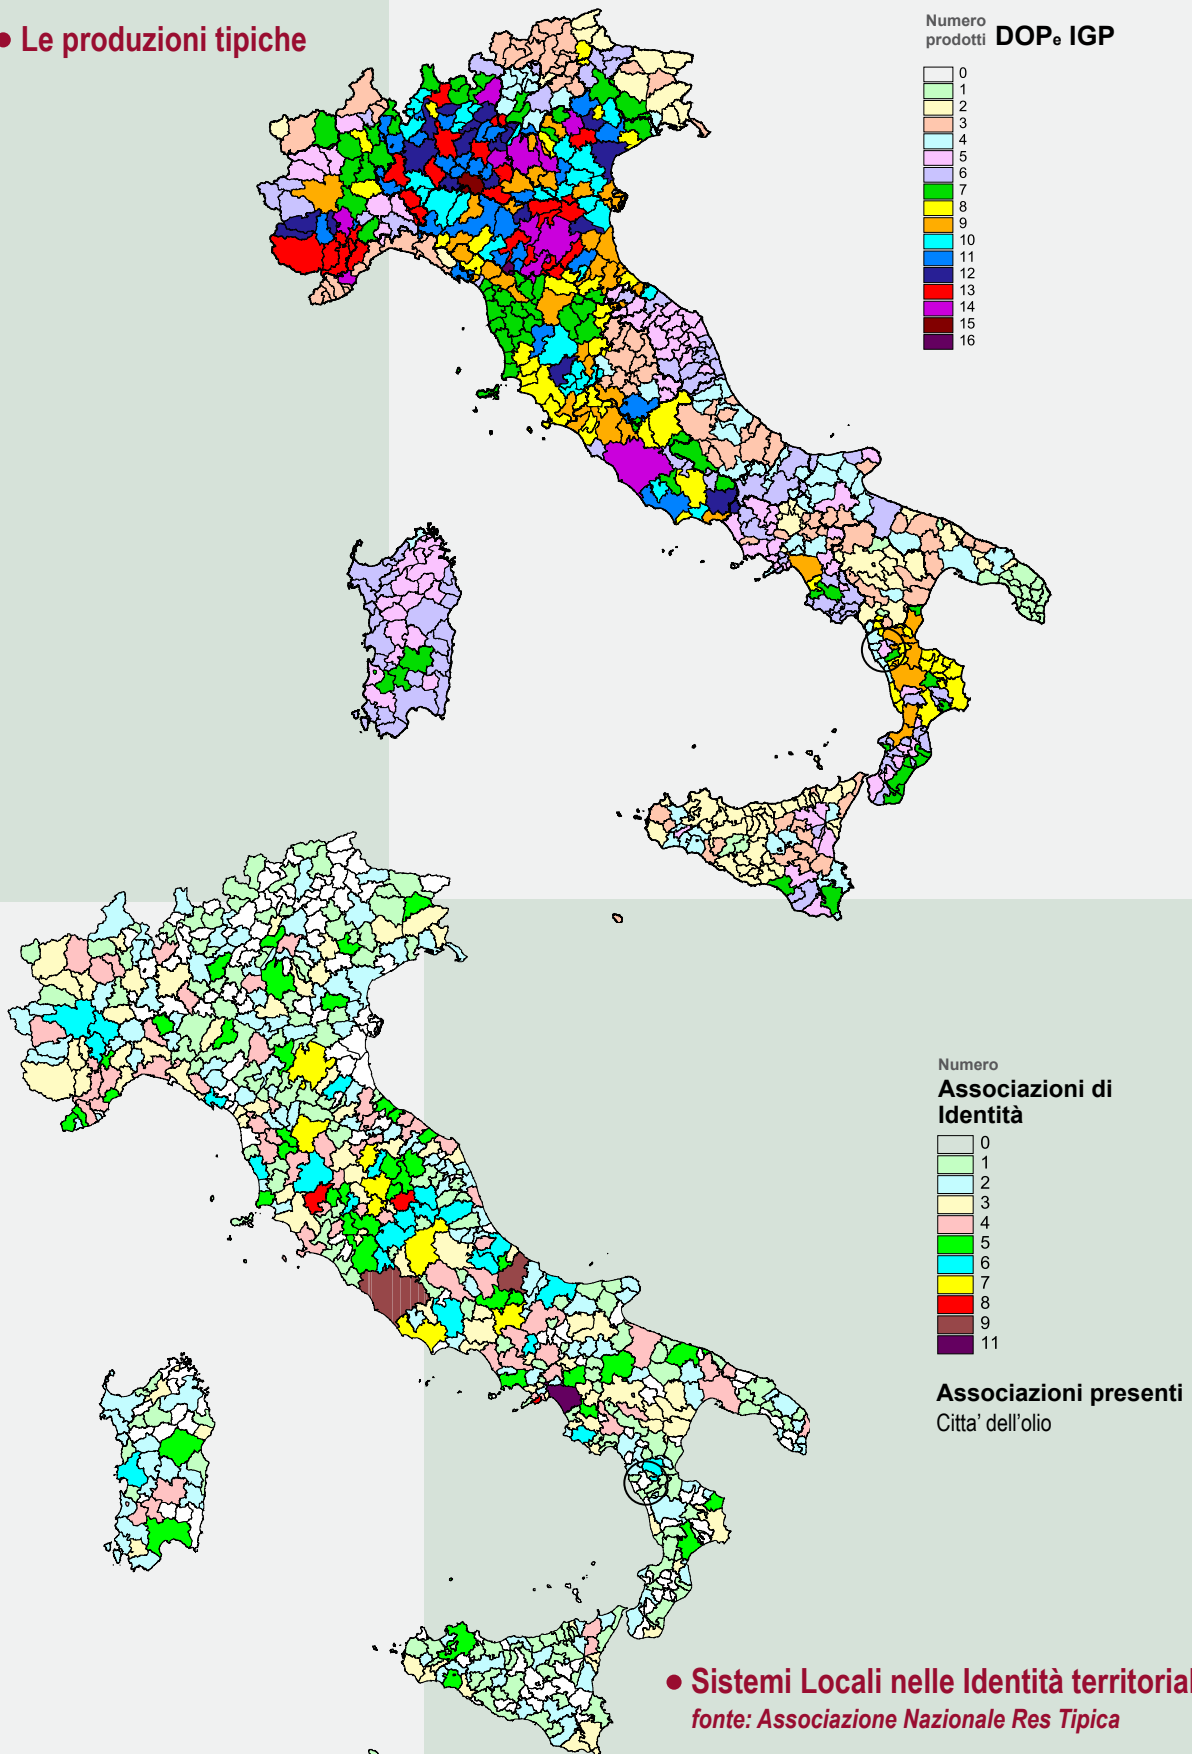 • Le produzioni tipiche
Numero
prodotti DOPe IGP
0
1
2
3
4
5
6
7
8
9
10
11
12
13
14
15
16
Numero
Associazioni di
Identità
0
1
2
3
4
5
6
7
8
9
11
Associazioni presenti
Citta' dell'olio
• Sistemi Locali nelle Identità territorial
fonte: Associazione Nazionale Res Tipica